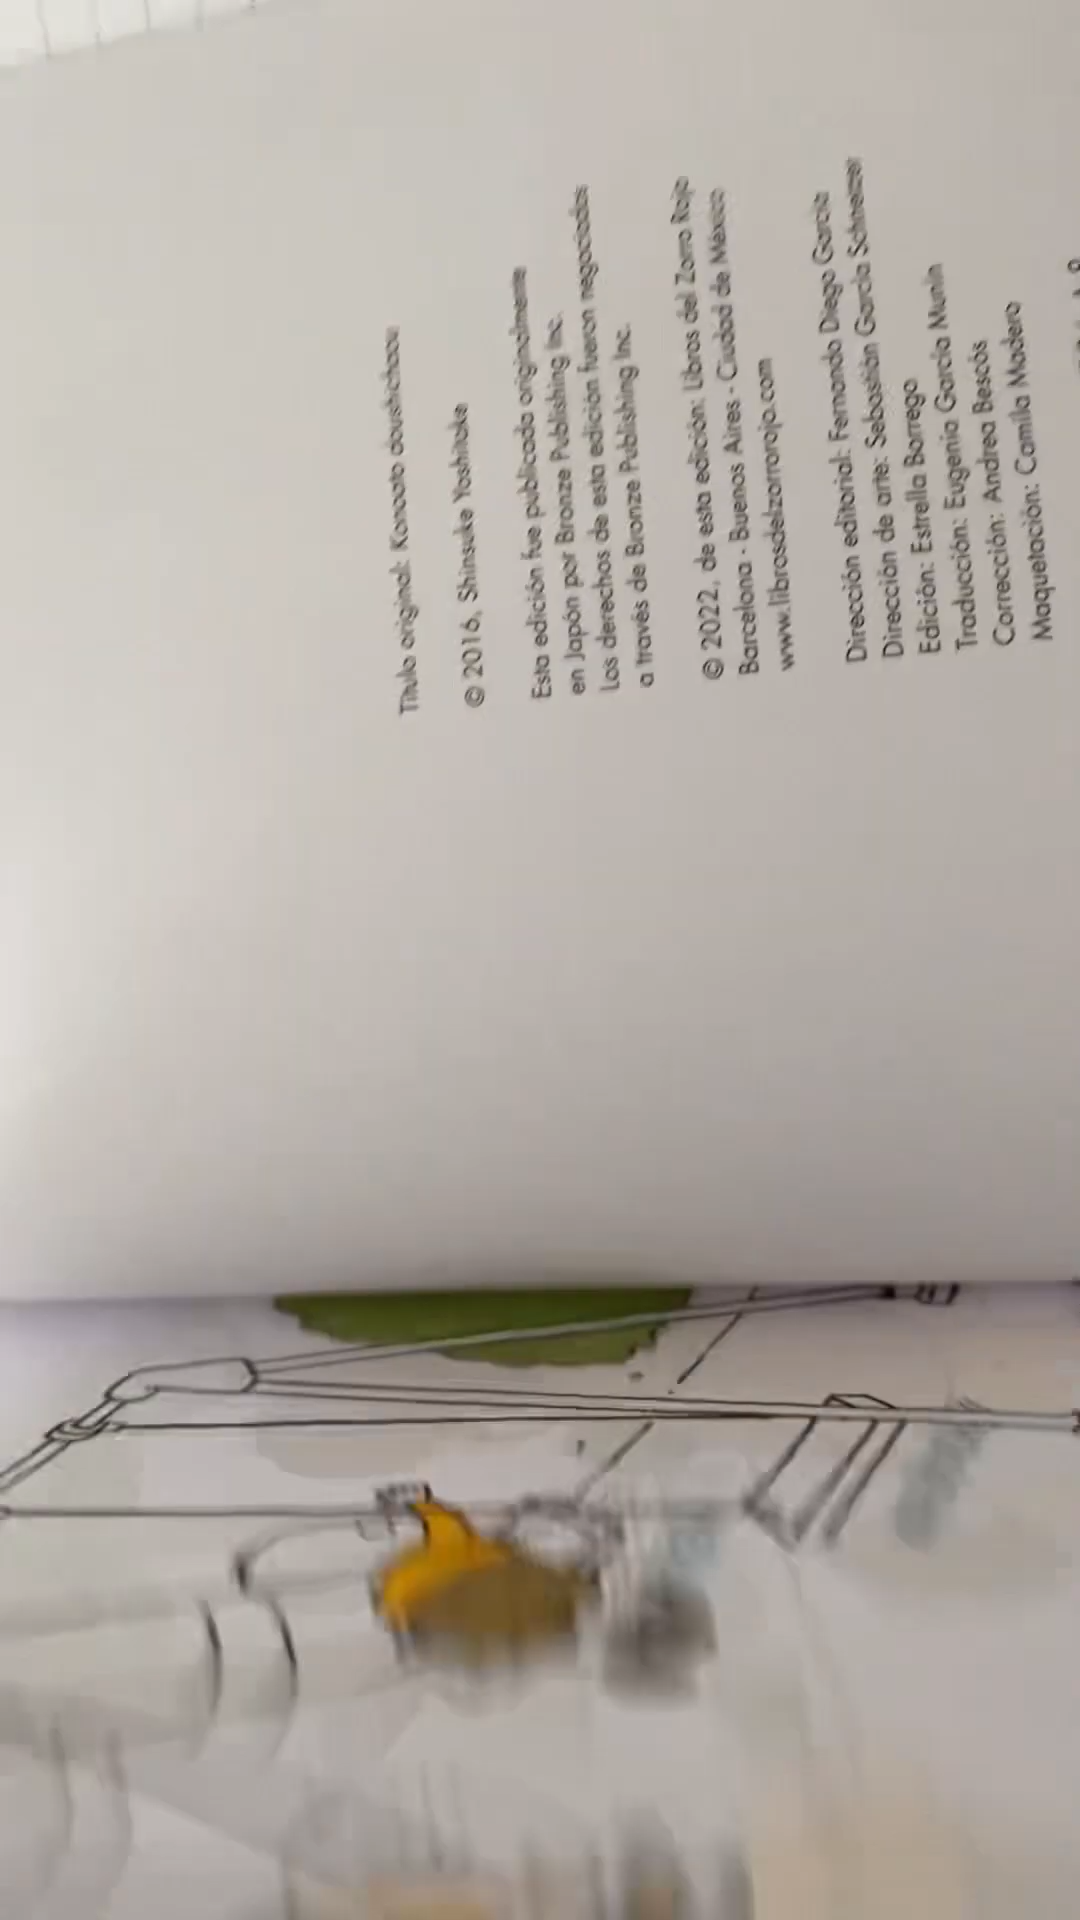 Título original: Konoato doushichaou
© 2016, Shinsuke Yoshitake
Esta edición fue publicada originalmente
en Japón por Bronze Publishing Inc.
Los derechos de esta edición fueron negociados
a través de Bronze Publishing Inc.
© 2022, de esta edición: Libros del Zorro Rojo
Barcelona - Buenos Aires - Ciudad de México
www.librosdelzorrorojo.com
Dirección editorial: Fernando Diego García
Dirección de arte: Sebastián García Schnetzer
Edición: Estrella Borrego
Traducción: Eugenia García Munín
Corrección: Andrea Bescós
Maquetación: Camila Madero